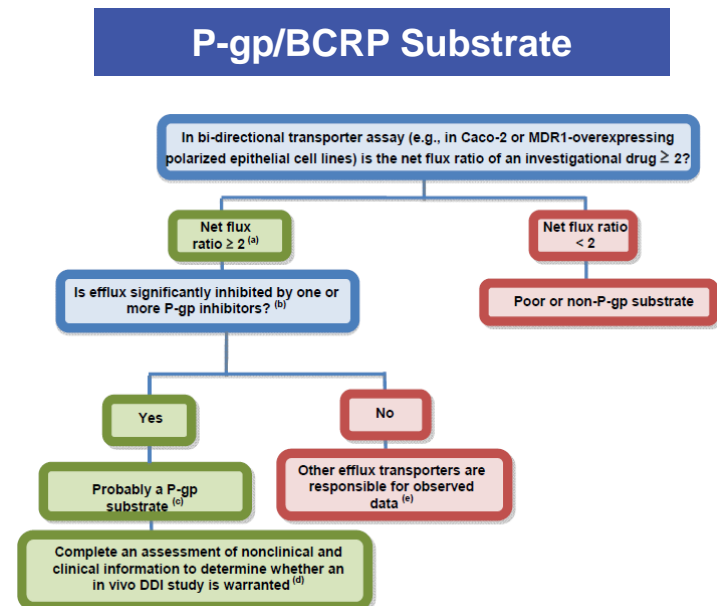 P-gp/BCRP Substrate
In bi-directional transporter assay (e.g., in Caco-2 or MDR1-overexpressing
polarized epithelial cell lines) is the net flux ratio of an investigational drug ≥ 2?
Net flux
ratio ≥ 2 (a)
Net flux ratio
< 2
Is efflux significantly inhibited by one or
more P-gp inhibitors? (b)
Poor or non-P-gp substrate
Yes
No
Probably a P-gp
substrate (c)
Other efflux transporters are
responsible for observed
data (e)
Complete an assessment of nonclinical and
clinical information to determine whether an
in vivo DDI study is warranted (d)